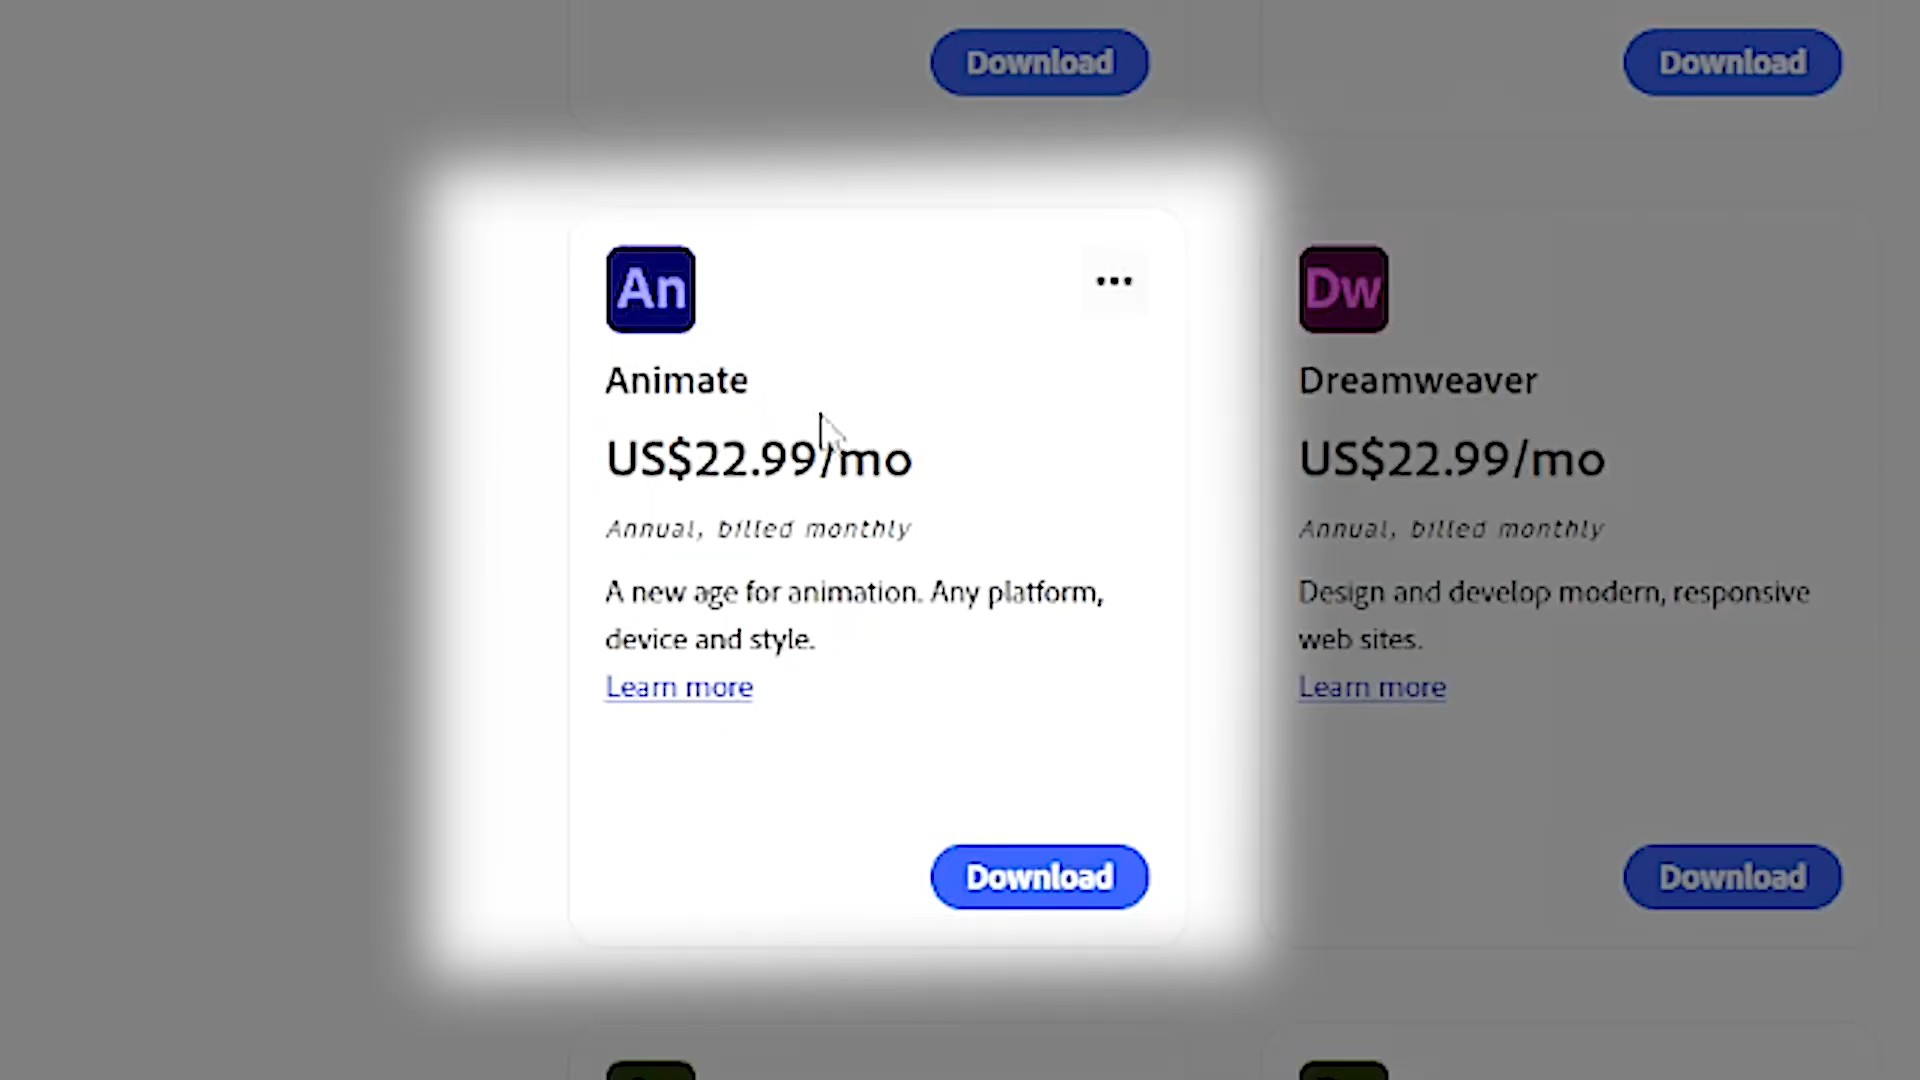 Download
Download
An
Animate
US$22.99/mo
Annual, billed monthly
A new age for animation. Any platform,
device and style.
Learn more
Download
Dw
Dreamweaver
US$22.99/mo
Annual, billed monthly
Design and develop modern, responsive
web sites.
Learn more
Download